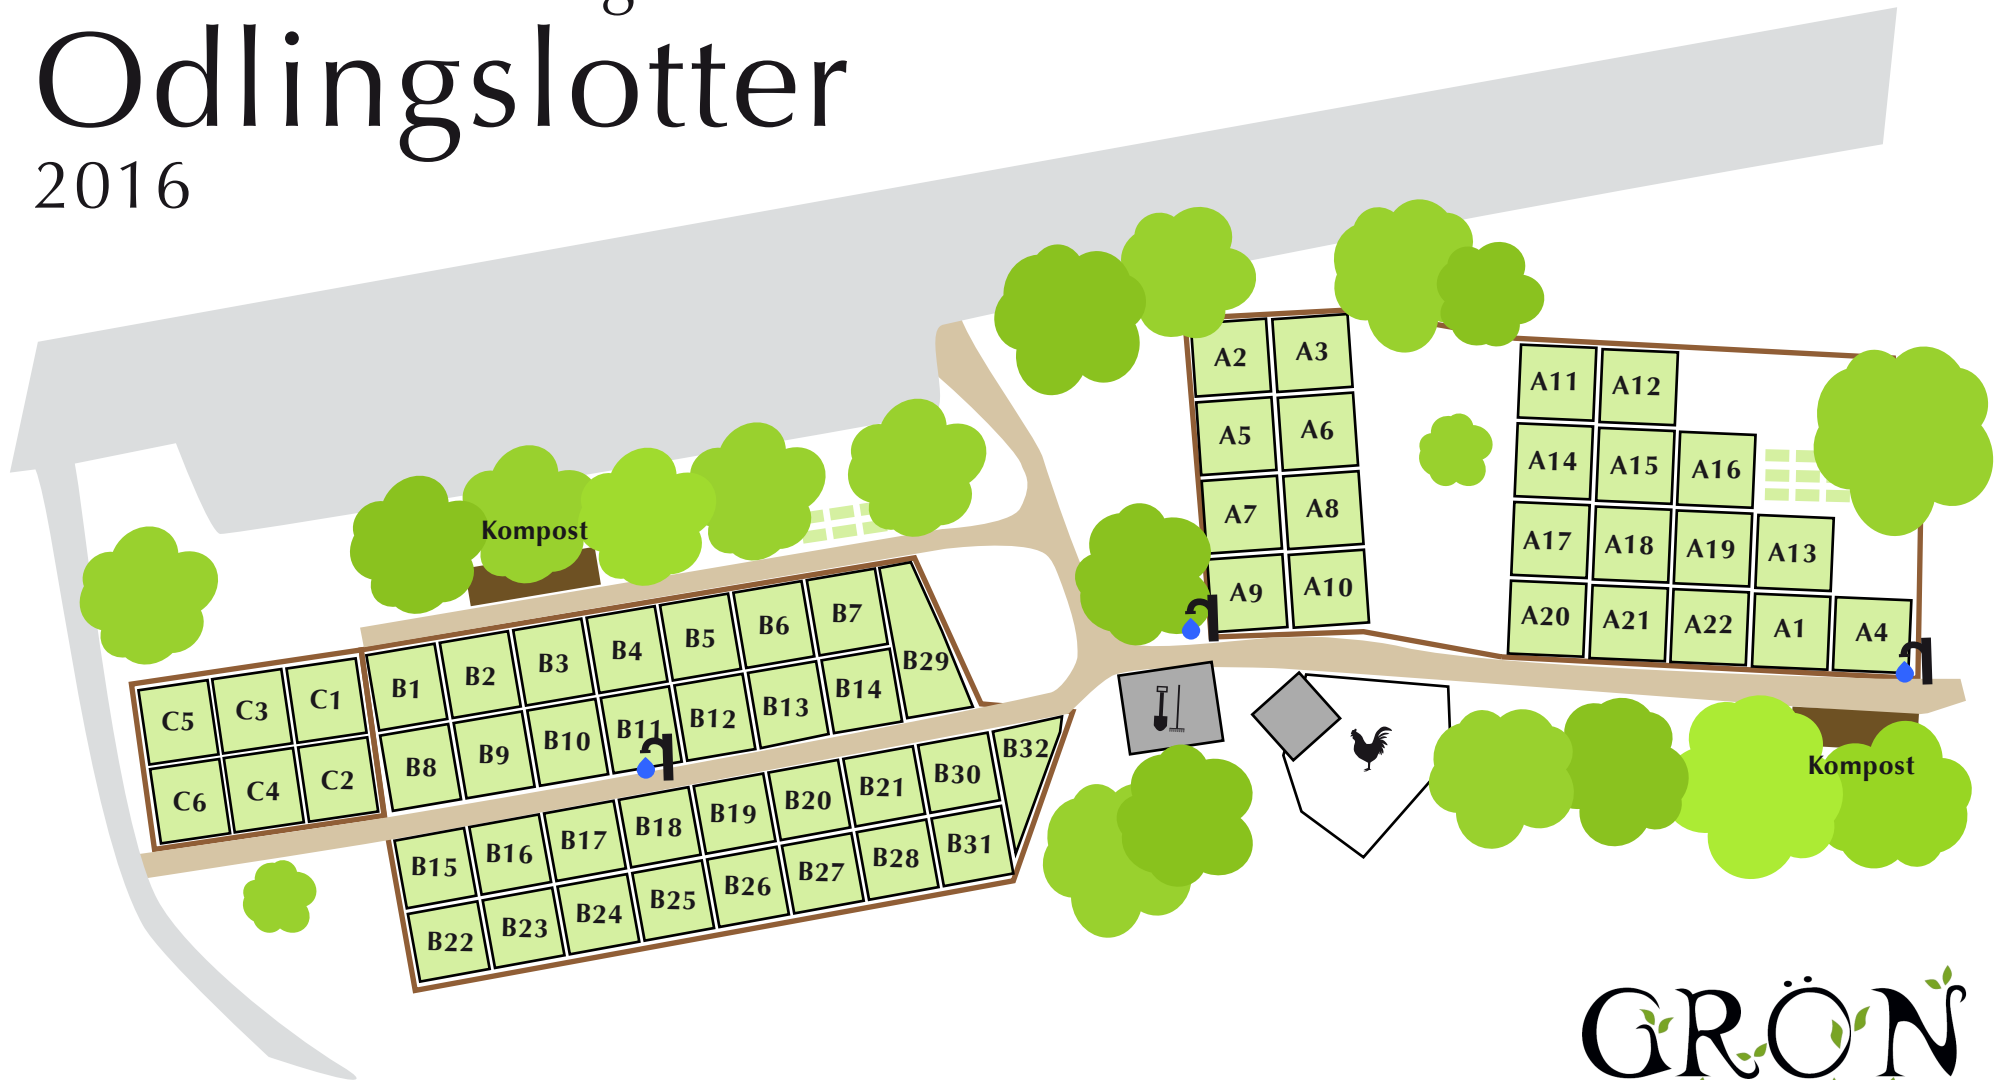 Odlingslotter
2016
A2 A3
A11 A12
A5 A6
A14 A15 A16
A7 A8
A17 A18 A19 A13
A9 A10
A20 A21 A22 A1 A4
Kompost
C5 C3 C1
C6 C4 C2
B1 B2 B3 B4 B5 B6 B7 B29
B8 B9 B10 B11 B12 B13 B14
B15 B16 B17 B18 B19 B20 B21 B30 B32
B22 B23 B24 B25 B26 B27 B28 B31
Kompost
GRÖN